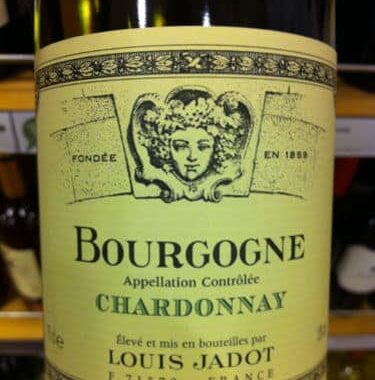 FONDÉE EN 1859
BOURGOGNE
Appellation Contrôlée
CHARDONNAY
Élevé et mis en bouteilles par
LOUIS JADOT